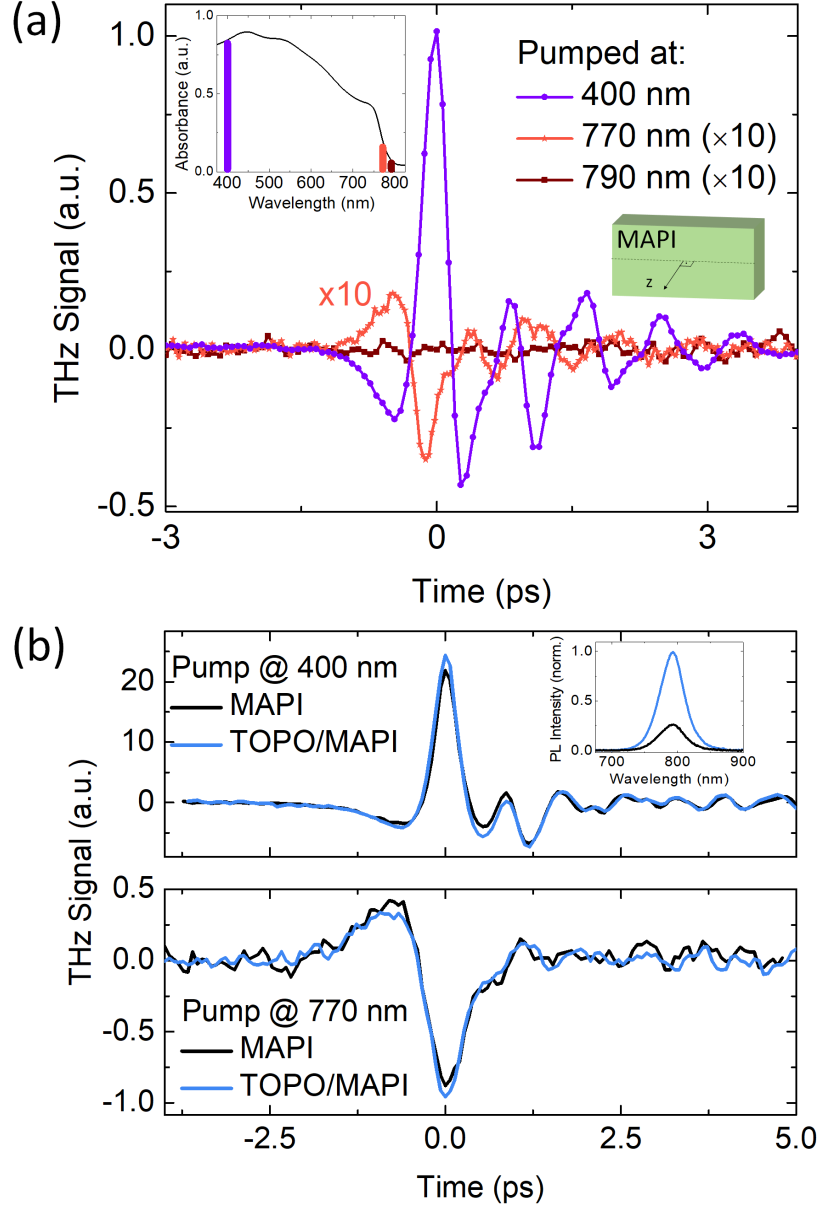 (a)
THz Signal (a.u.)
1.0
0.5
0.0
-0.5
-3
0
3
Time (ps)
Absorbance (a.u.)
1.0
0.5
0.0
400 500 600 700 800
Wavelength (nm)
Pumped at:
400 nm
770 nm (×10)
790 nm (×10)
MAPI
z
x10
(b)
THz Signal (a.u.)
Pump @ 400 nm
MAPI
TOPO/MAPI
20
10
0
PL Intensity (norm.)
1.0
0.5
0.0
700 800 900
Wavelength (nm)
0.5
0.0
-0.5
-1.0
Pump @ 770 nm
MAPI
TOPO/MAPI
-2.5 0.0 2.5 5.0
Time (ps)